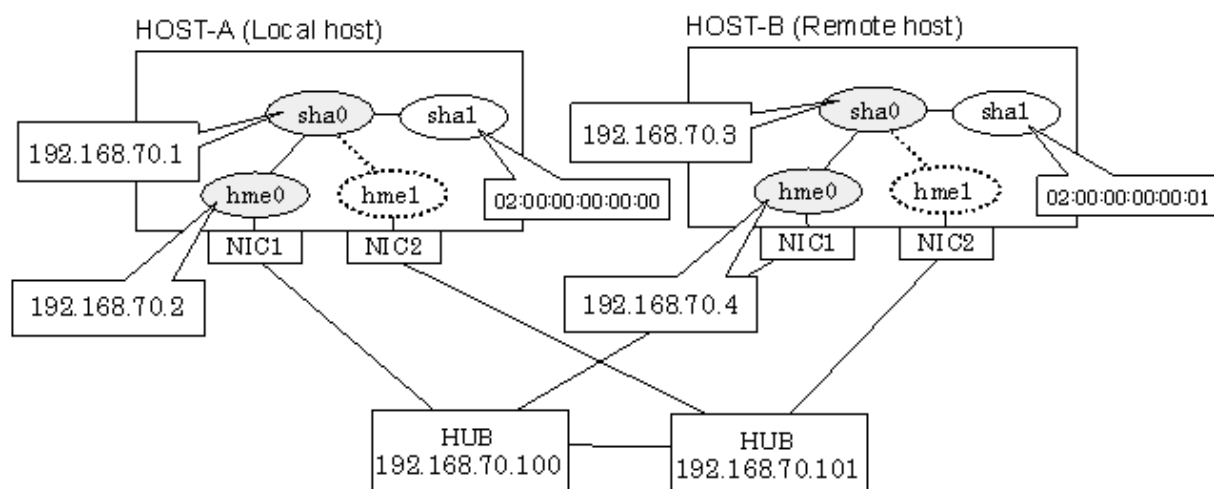 HOST-A (Local host)
HOST-B (Remote host)
sha0
sha1
sha0
sha1
192.168.70.1
192.168.70.3
hme0
hme1
02:00:00:00:00:00
hme0
hme1
02:00:00:00:00:01
NIC1
NIC2
NIC1
NIC2
192.168.70.2
192.168.70.4
HUB
192.168.70.100
HUB
192.168.70.101